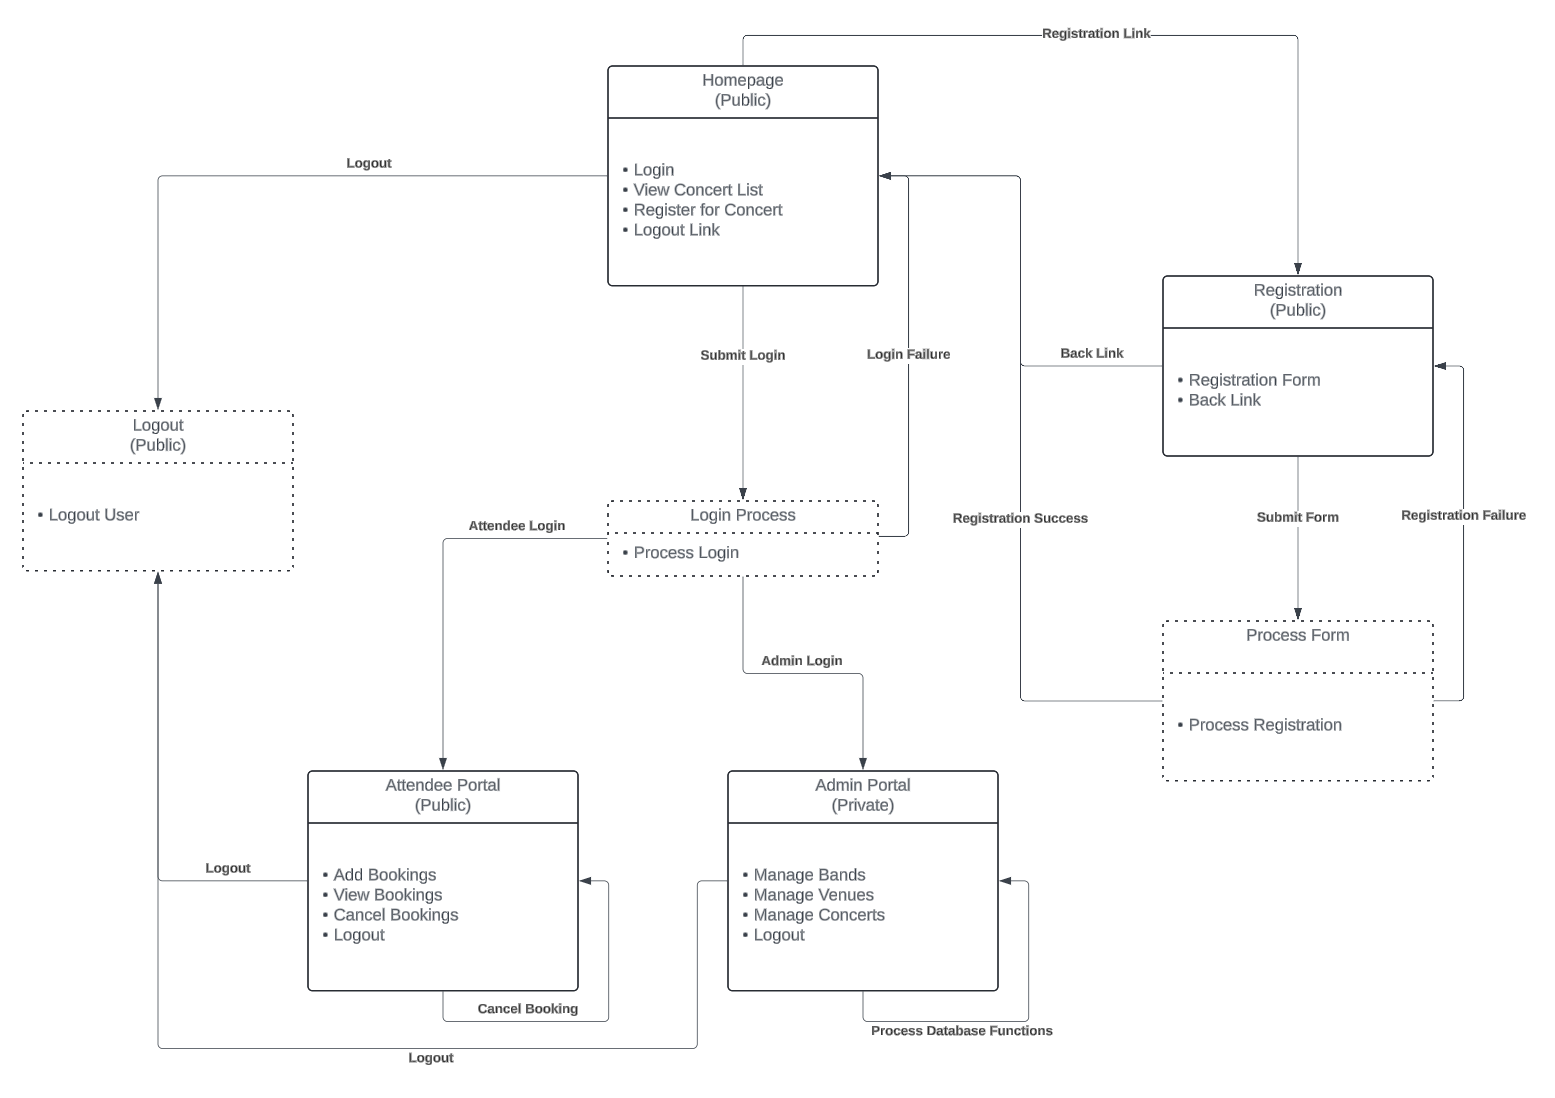 Registration Link
Homepage
(Public)
• Login
• View Concert List
• Register for Concert
• Logout Link
Logout
Registration
(Public)
• Registration Form
• Back Link
Submit Login
Login Failure
Back Link
Logout
(Public)
• Logout User
Login Process
• Process Login
Attendee Login
Registration Success
Submit Form
Registration Failure
Process Form
• Process Registration
Admin Login
Attendee Portal
(Public)
• Add Bookings
• View Bookings
• Cancel Bookings
• Logout
Admin Portal
(Private)
• Manage Bands
• Manage Venues
• Manage Concerts
• Logout
Logout
Cancel Booking
Process Database Functions
Logout